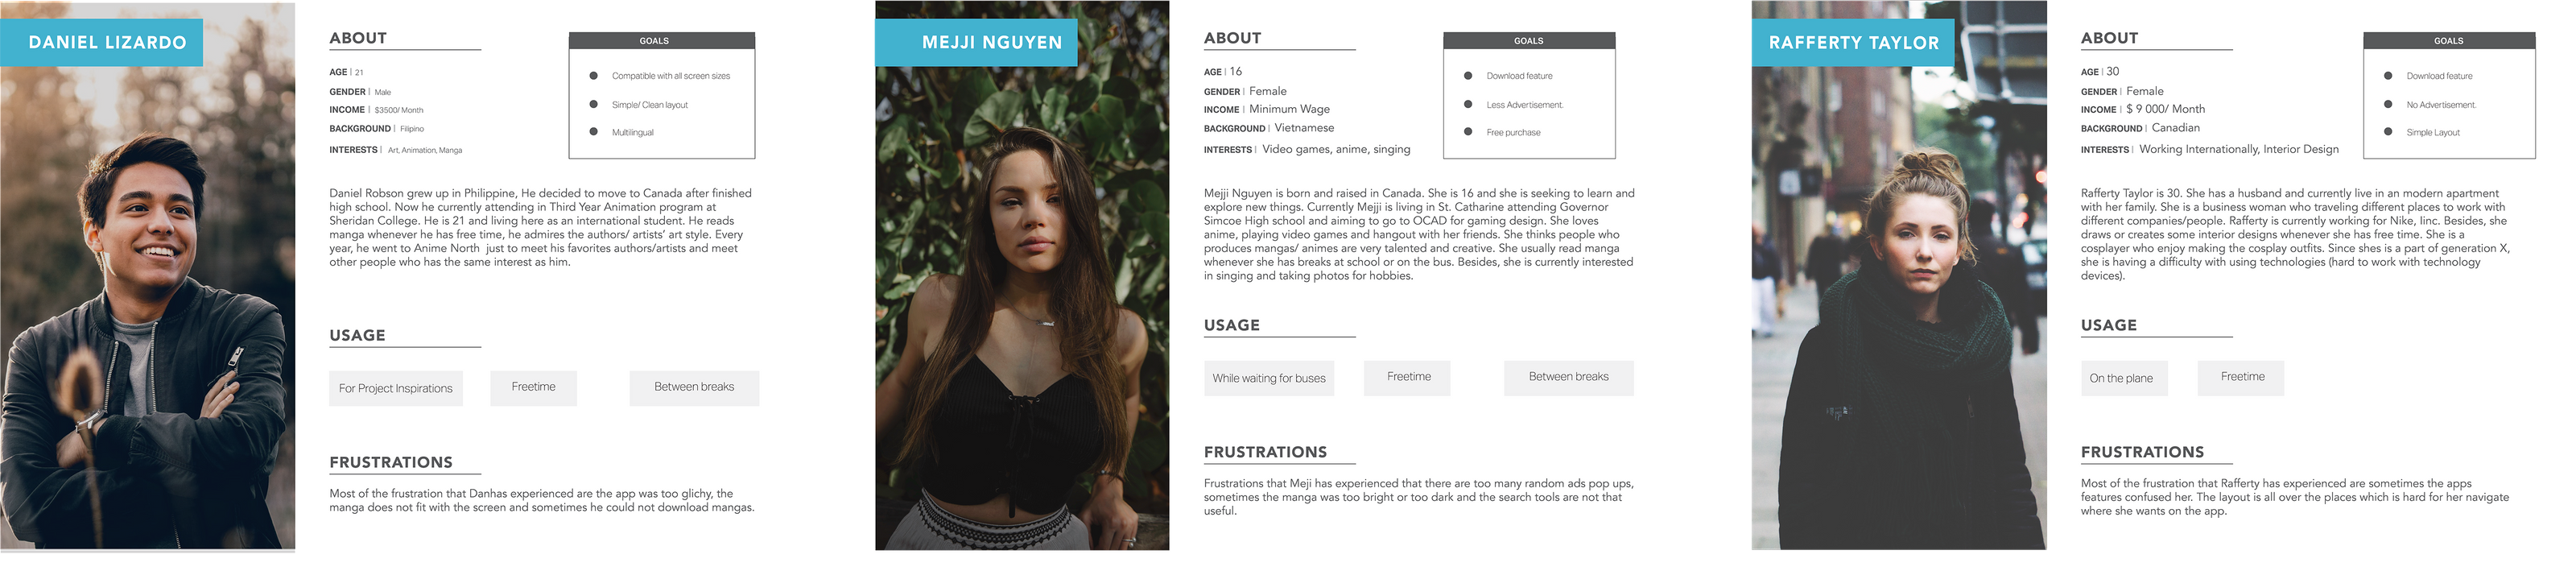 DANIEL LIZARDO
ABOUT
AGE | 21
GENDER | Male
INCOME | $3500/ Month
BACKGROUND | Filipino
INTERESTS | Art, Animation, Manga
GOALS
Compatible with all screen sizes
Simple/ Clean layout
Multilingual
Daniel Robson grew up in Philippine, He decided to move to Canada after finished
high school. Now he currently attending in Third Year Animation program at
Sheridan College. He is 21 and living here as an international student. He reads
manga whenever he has free time, he admires the authors/ artists' art style. Every
year, he went to Anime North just to meet his favorites authors/artists and meet
other people who has the same interest as him.
USAGE
For Project Inspirations
Freetime
Between breaks
FRUSTRATIONS
Most of the frustration that Danhas experienced are the app was too glichy, the
manga does not fit with the screen and sometimes he could not download mangas.
MEJJI NGUYEN
ABOUT
AGE | 16
GENDER | Female
INCOME | Minimum Wage
BACKGROUND | Vietnamese
INTERESTS | Video games, anime, singing
GOALS
Download feature
Less Advertisement.
Free purchase
Mejji Nguyen is born and raised in Canada. She is 16 and she is seeking to learn and
explore new things. Currently Mejji is living in St. Catharine attending Governor
Simcoe High school and aiming to go to OCAD for gaming design. She loves
anime, playing video games and hangout with her friends. She thinks people who
produces mangas/ animes are very talented and creative. She usually read manga
whenever she has breaks at school or on the bus. Besides, she is currently interested
in singing and taking photos for hobbies.
USAGE
While waiting for buses
Freetime
Between breaks
FRUSTRATIONS
Frustrations that Meji has experienced that there are too many random ads pop ups,
sometimes the manga was too bright or too dark and the search tools are not that
useful.
RAFFERTY TAYLOR
ABOUT
AGE | 30
GENDER | Female
INCOME | $ 9 000/ Month
BACKGROUND | Canadian
INTERESTS | Working Internationally, Interior Design
GOALS
Download feature
No Advertisement.
Simple Layout
Rafferty Taylor is 30. She has a husband and currently live in an modern apartment
with her family. She is a business woman who traveling different places to work with
different companies/people. Rafferty is currently working for Nike, Iinc. Besides, she
draws or creates some interior designs whenever she has free time. She is a
cosplayer who enjoy making the cosplay outfits. Since shes is a part of generation X,
she is having a difficulty with using technologies (hard to work with technology
devices).
USAGE
On the plane
Freetime
FRUSTRATIONS
Most of the frustration that Rafferty has experienced are sometimes the apps
features confused her. The layout is all over the places which is hard for her navigate
where she wants on the app.